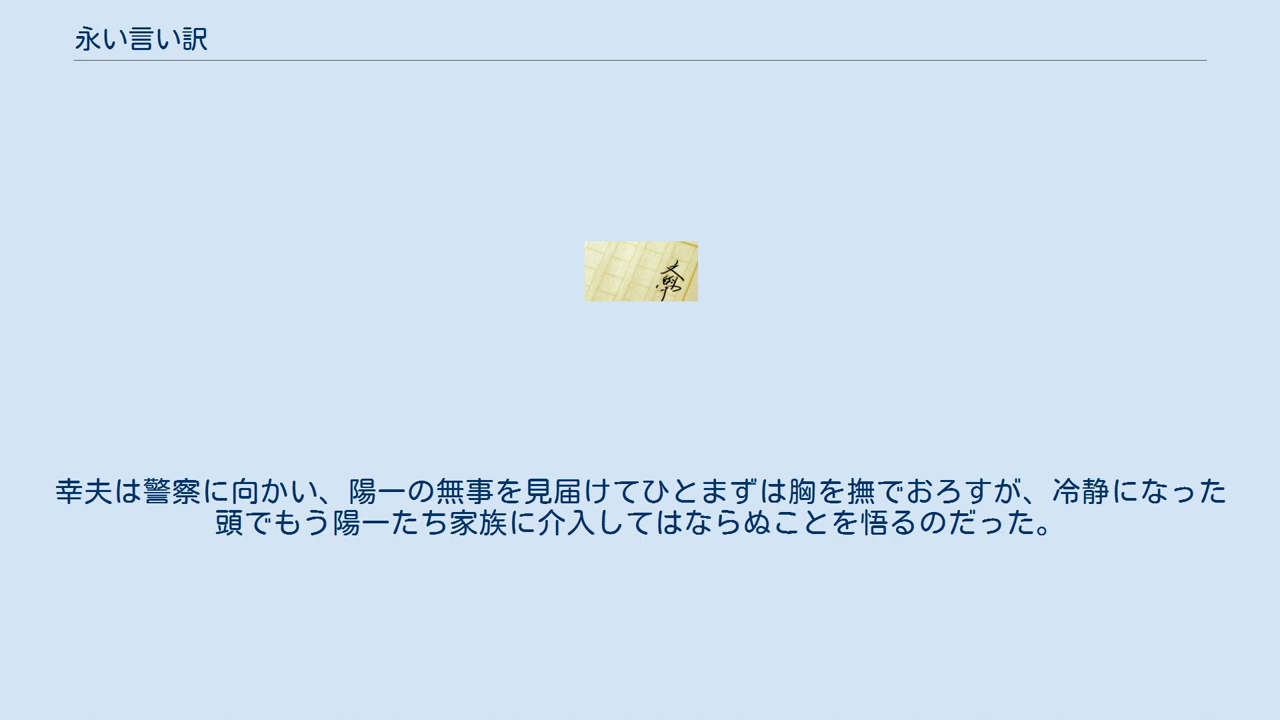 永い言い訳
幸夫は警察に向かい、陽一の無事を見届けてひとまずは胸を撫でおろすが、冷静になった
頭でもう陽一たち家族に介入してはならぬことを悟るのだった。